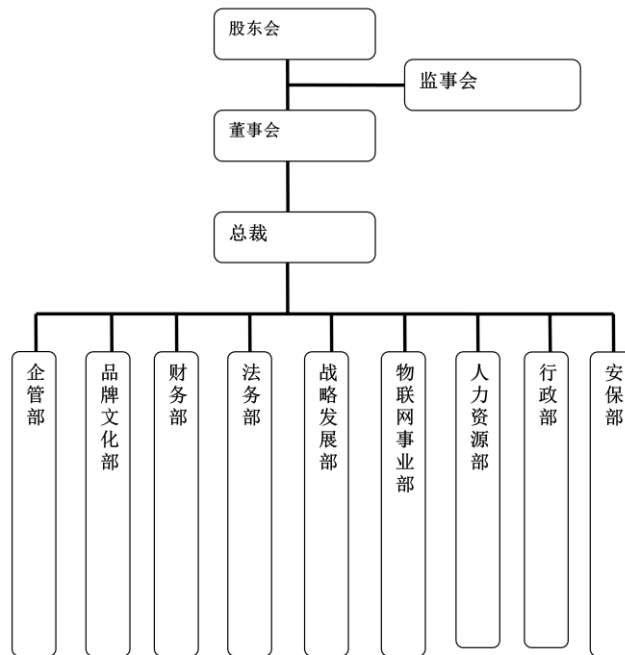 股东会
监事会
董事会
总裁
企管部
品牌文化部
财务部
法务部
战略发展部
物联网事业部
人力资源部
行政部
安保部